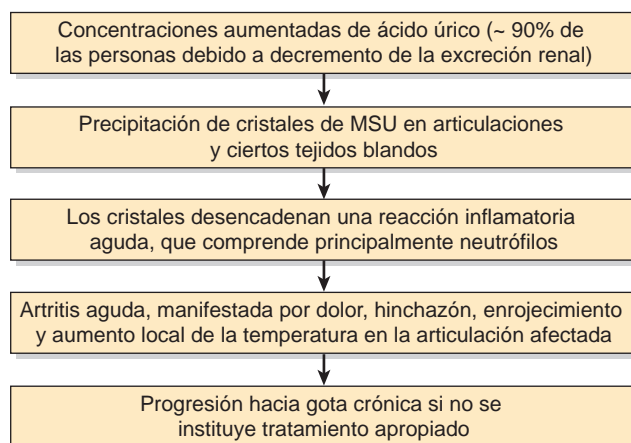 Concentraciones aumentadas de ácido úrico (~ 90% de
las personas debido a decremento de la excreción renal)
Precipitación de cristales de MSU en articulaciones
y ciertos tejidos blandos
Los cristales desencadenan una reacción inflamatoria
aguda, que comprende principalmente neutrófilos
Artritis aguda, manifestada por dolor, hinchazón, enrojecimiento
y aumento local de la temperatura en la articulación afectada
Progresión hacia gota crónica si no se
instituye tratamiento apropiado